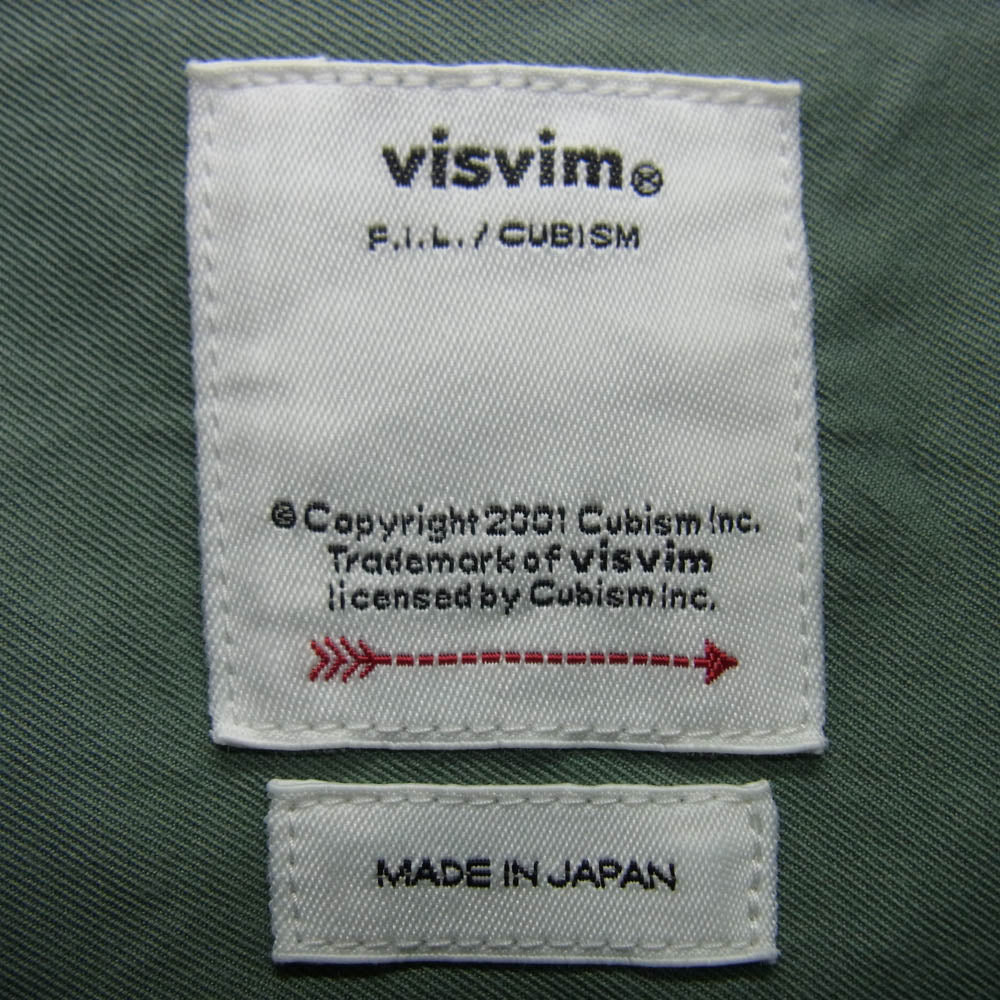 visvim®
F.I.L. / CUBISM
©Copyright 2001 Cubism Inc.
Trademark of visvim
licensed by Cubism Inc.
MADE IN JAPAN